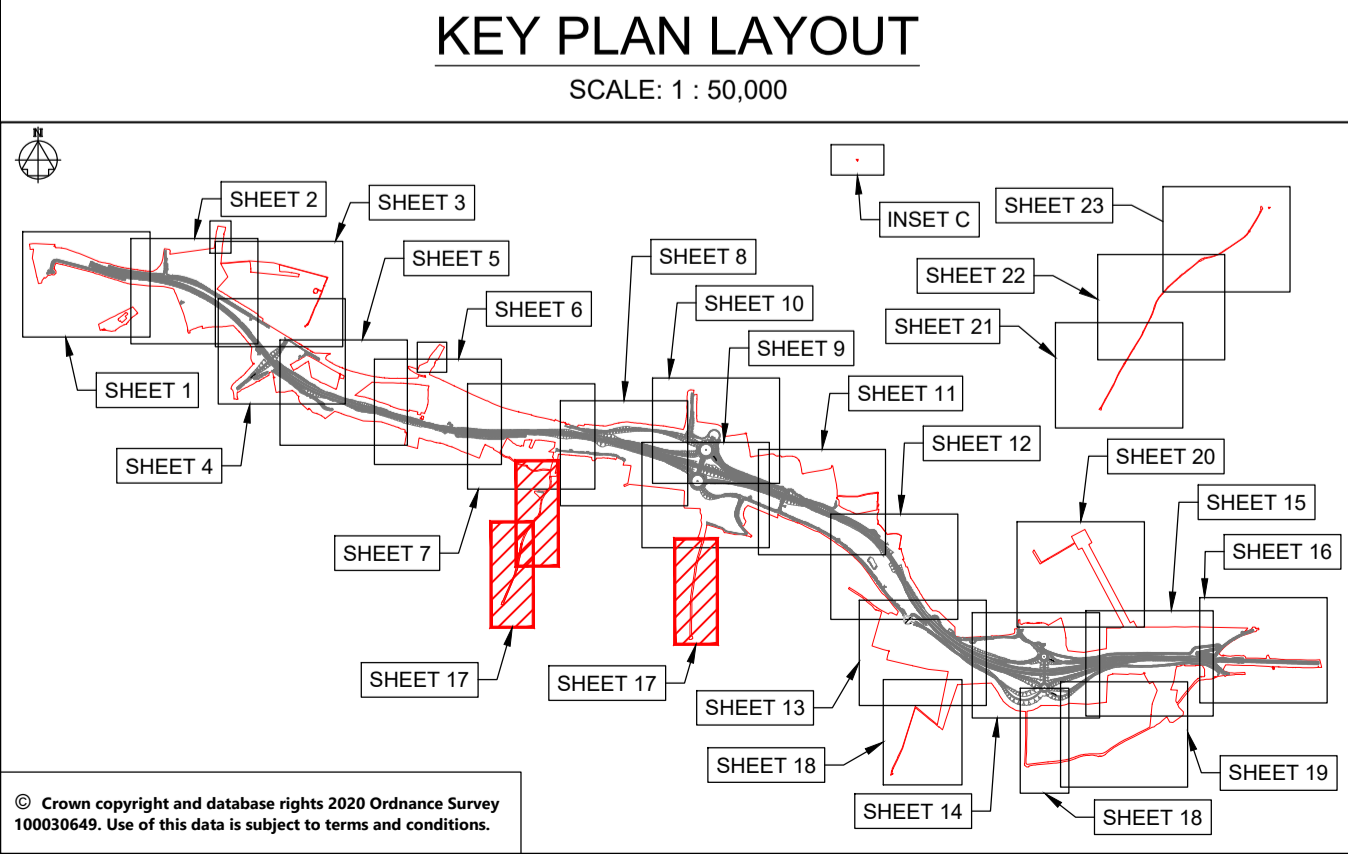 KEY PLAN LAYOUT
SCALE: 1 : 50,000
N
INSET C
SHEET 1
SHEET 2
SHEET 3
SHEET 4
SHEET 5
SHEET 6
SHEET 7
SHEET 8
SHEET 10
SHEET 9
SHEET 11
SHEET 12
SHEET 23
SHEET 22
SHEET 21
SHEET 20
SHEET 15
SHEET 16
SHEET 17
SHEET 17
SHEET 13
SHEET 18
SHEET 14
SHEET 18
SHEET 19
© Crown copyright and database rights 2020 Ordnance Survey
100030649. Use of this data is subject to terms and conditions.